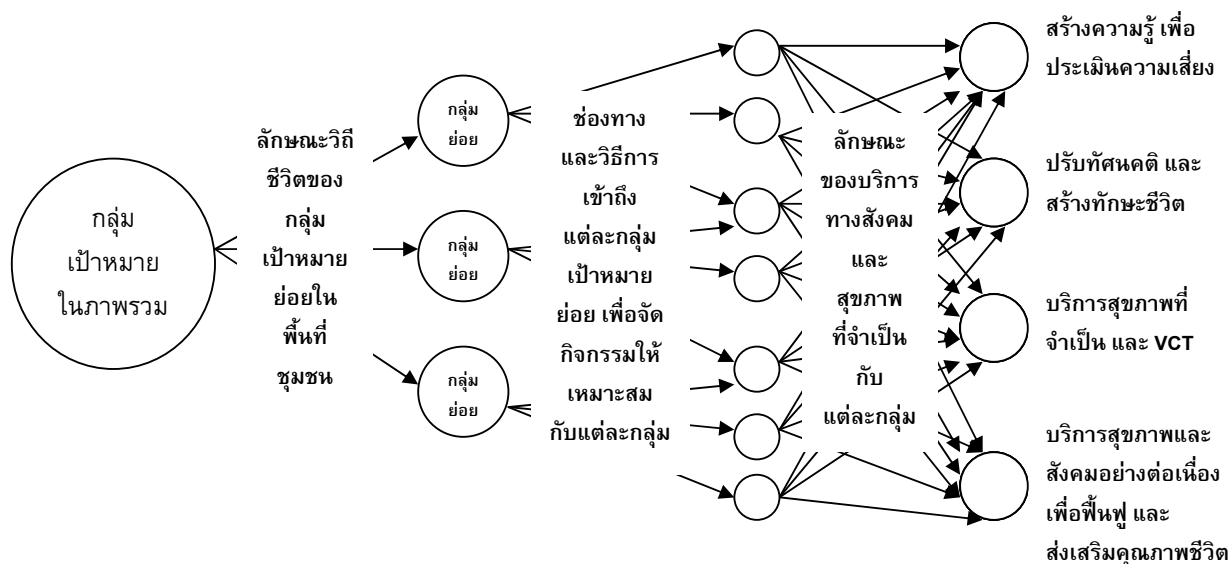 กลุ่ม
เป้าหมาย
ในภาพรวม
ลักษณะวิถี
ชีวิตของ
กลุ่ม
เป้าหมาย
ย่อยใน
พื้นที่
ชุมชน
กลุ่ม
ย่อย
กลุ่ม
ย่อย
กลุ่ม
ย่อย
ช่องทาง
และวิธีการ
เข้าถึง
แต่ละกลุ่ม
เป้าหมาย
ย่อย เพื่อจัด
กิจกรรมให้
เหมาะสม
กับแต่ละกลุ่ม
ลักษณะ
ของบริการ
ทางสังคม
และ
สุขภาพ
ที่จำเป็น
กับ
แต่ละกลุ่ม
สร้างความรู้ เพื่อ
ประเมินความเสี่ยง
ปรับทัศนคติ และ
สร้างทักษะชีวิต
บริการสุขภาพที่
จำเป็น และ VCT
บริการสุขภาพและ
สังคมอย่างต่อเนื่อง
เพื่อฟื้นฟู และ
ส่งเสริมคุณภาพชีวิต